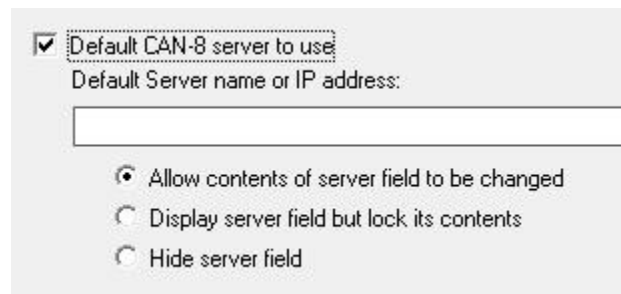 Default CAN-8 server to use
Default Server name or IP address:
Allow contents of server field to be changed
Display server field but lock its contents
Hide server field